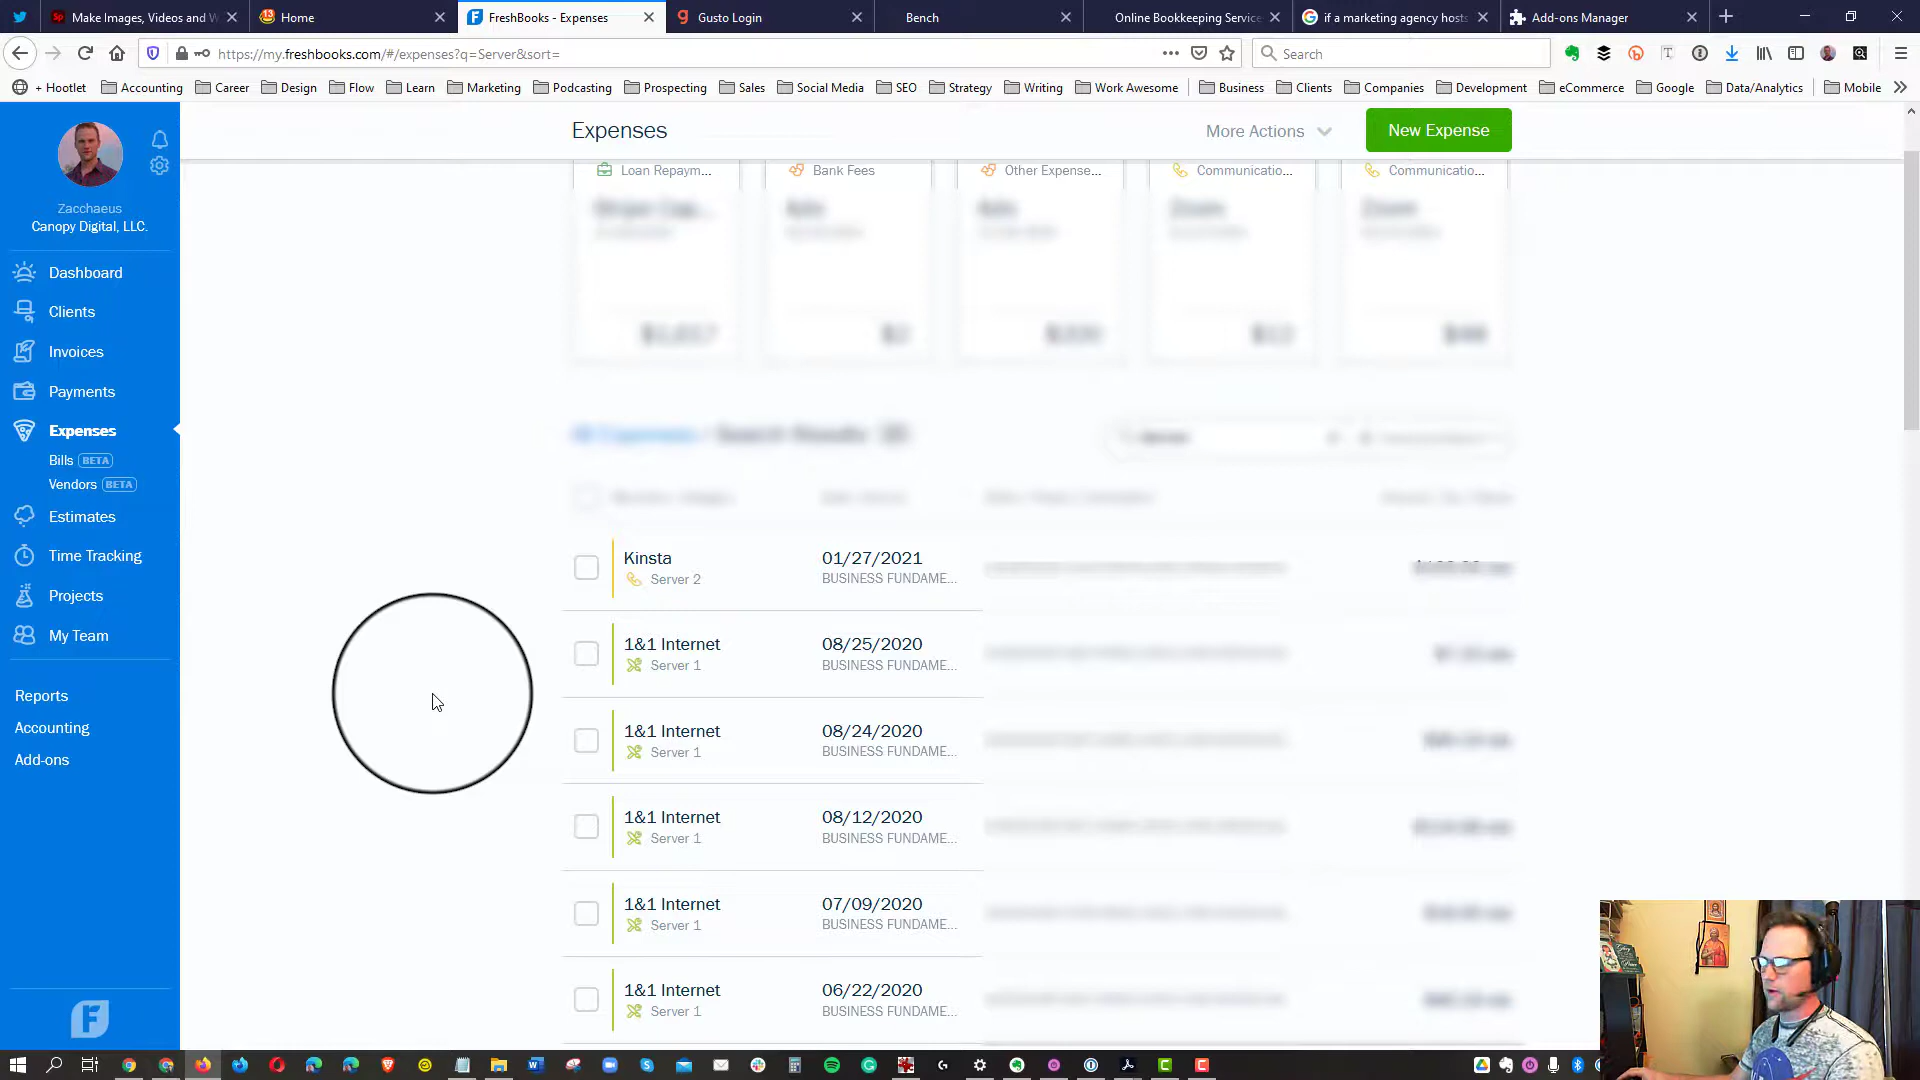 Make Images, Videos and W
Home
FreshBooks - Expenses
Gusto Login
Bench
Online Bookkeeping Service
if a marketing agency hosts
Add-ons Manager
https://my.freshbooks.com/#/expenses?q=Server&sort=
Search
+ Hootlet
Accounting
Career
Design
Flow
Learn
Marketing
Podcasting
Prospecting
Sales
Social Media
SEO
Strategy
Writing
Work Awesome
Business
Clients
Companies
Development
eCommerce
Google
Data/Analytics
Mobile
Zacchaeus
Canopy Digital, LLC.
Dashboard
Clients
Invoices
Payments
Expenses
Bills BETA
Vendors BETA
Estimates
Time Tracking
Projects
My Team
Reports
Accounting
Add-ons
Expenses
More Actions
New Expense
Loan Repaym...
Bank Fees
Other Expense...
Communicatio...
Communicatio...
Kinsta
Server 2
01/27/2021
BUSINESS FUNDAME...
1&1 Internet
Server 1
08/25/2020
BUSINESS FUNDAME...
1&1 Internet
Server 1
08/24/2020
BUSINESS FUNDAME...
1&1 Internet
Server 1
08/12/2020
BUSINESS FUNDAME...
1&1 Internet
Server 1
07/09/2020
BUSINESS FUNDAME...
1&1 Internet
Server 1
06/22/2020
BUSINESS FUNDAME...